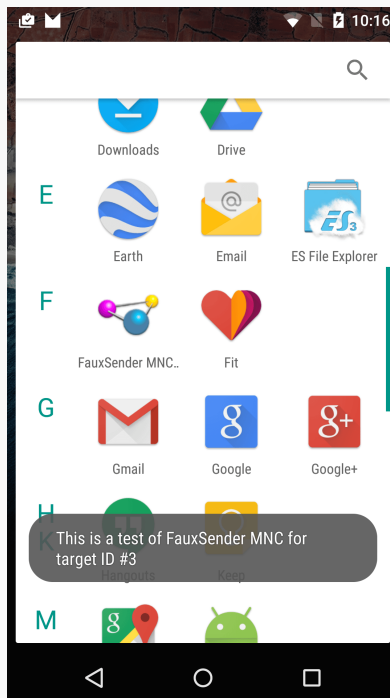 10:16
Downloads Drive
E
Earth Email ES File Explorer
F
FauxSender MNC.. Fit
G
Gmail Google Google+
H
K
Hangouts Keep
This is a test of FauxSender MNC for
target ID #3
M